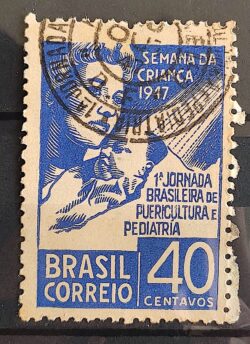 SEMANA DA
CRIANÇA
1947
1ª JORNADA
BRASILEIRA DE
PUERICULTURA E
PEDIATRIA
BRASIL
CORREIO
40
CENTAVOS